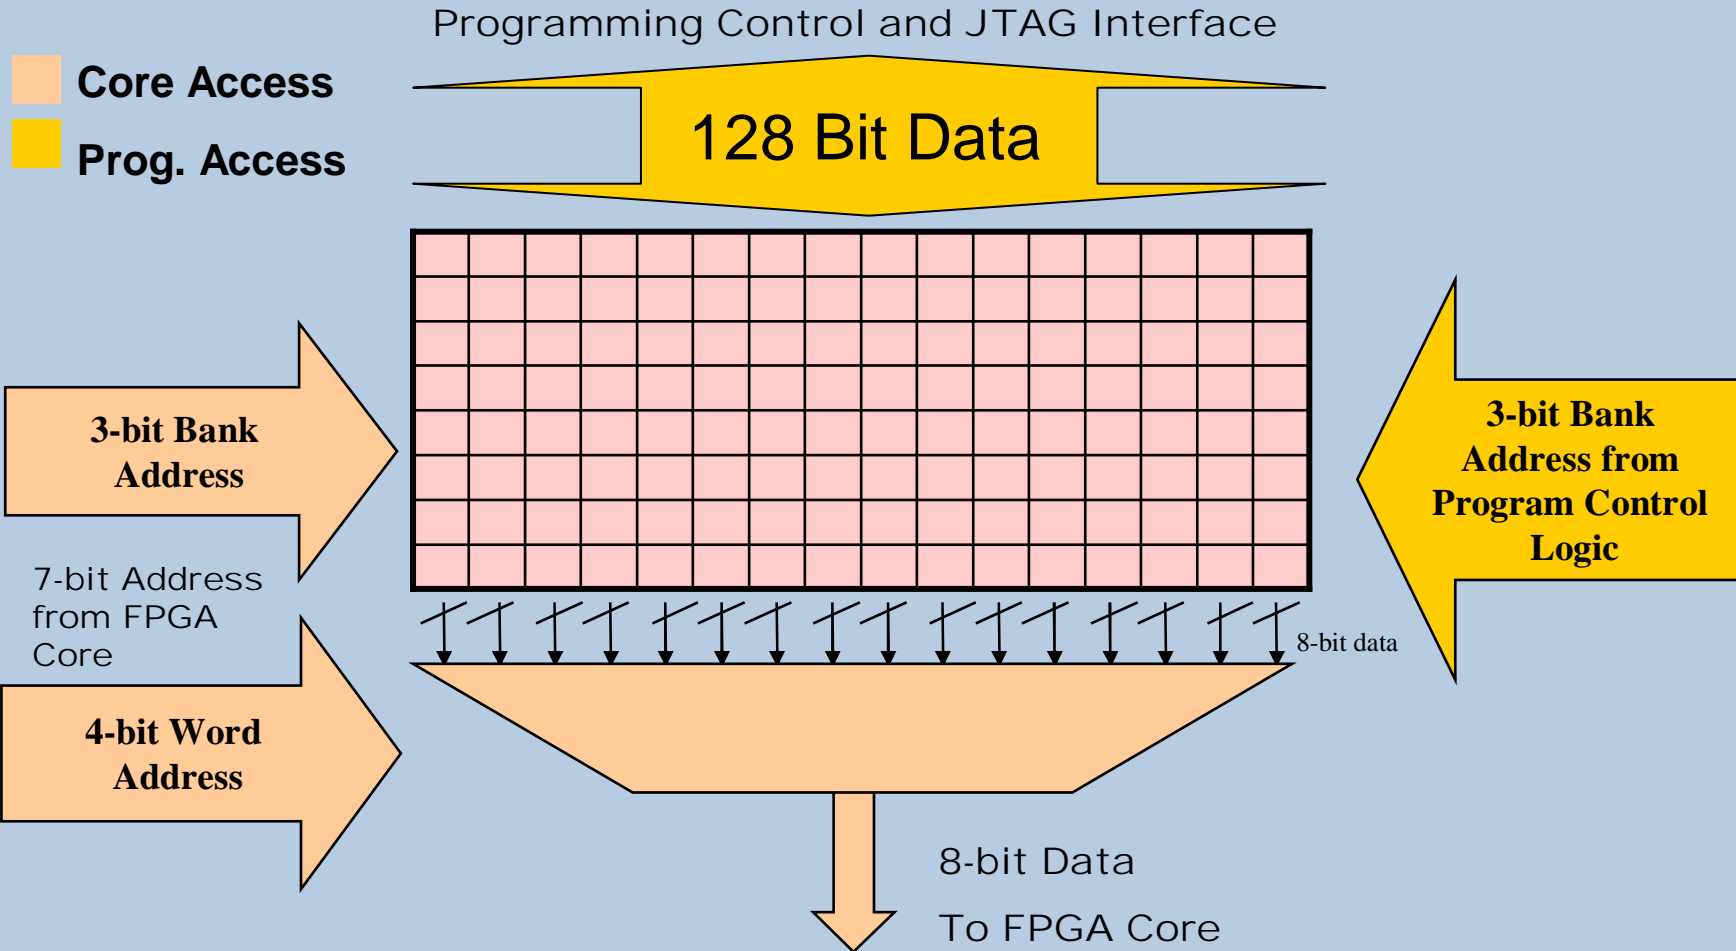 Programming Control and JTAG Interface
Core Access
Prog. Access
128 Bit Data
3-bit Bank
Address
7-bit Address
from FPGA
Core
4-bit Word
Address
3-bit Bank
Address from
Program Control
Logic
8-bit data
8-bit Data
To FPGA Core